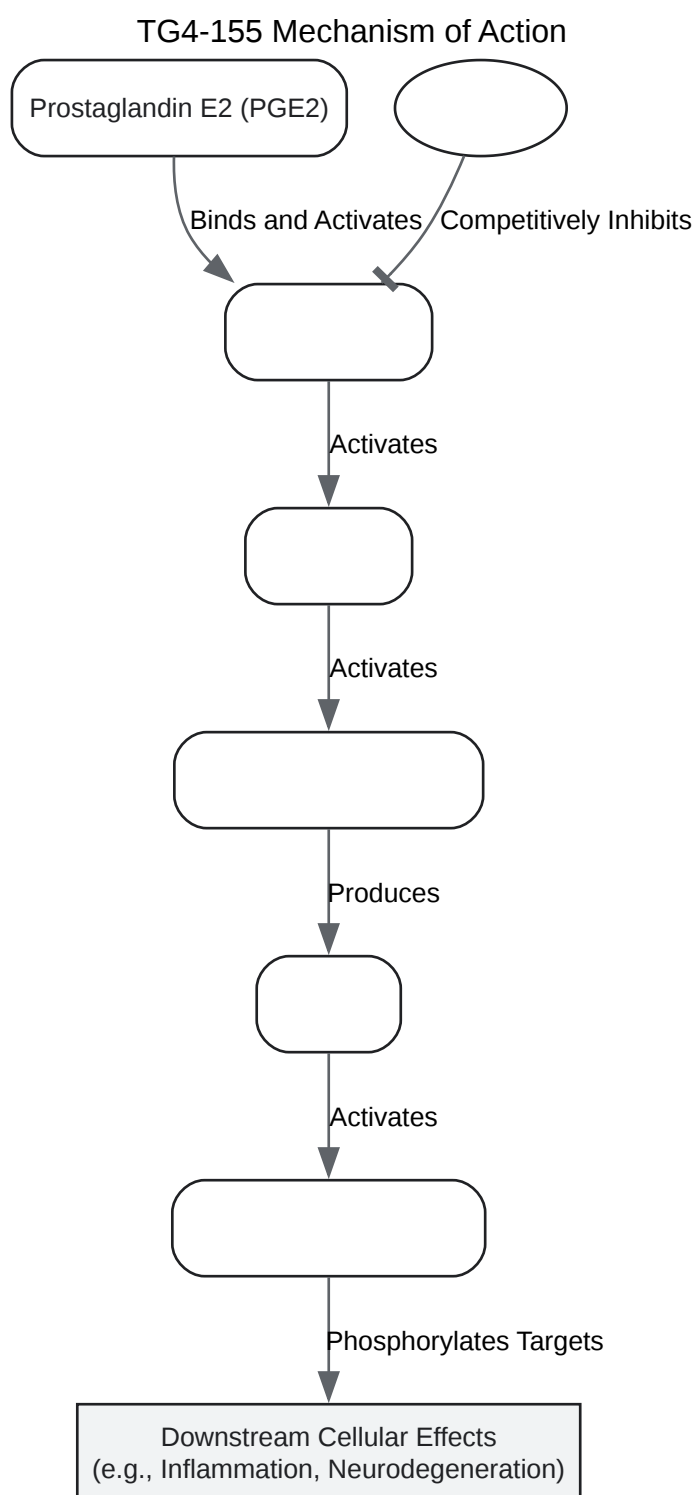 TG4-155 Mechanism of Action
Prostaglandin E2 (PGE2)
Binds and Activates
Competitively Inhibits
Activates
Activates
Produces
Activates
Phosphorylates Targets
Downstream Cellular Effects
(e.g., Inflammation, Neurodegeneration)